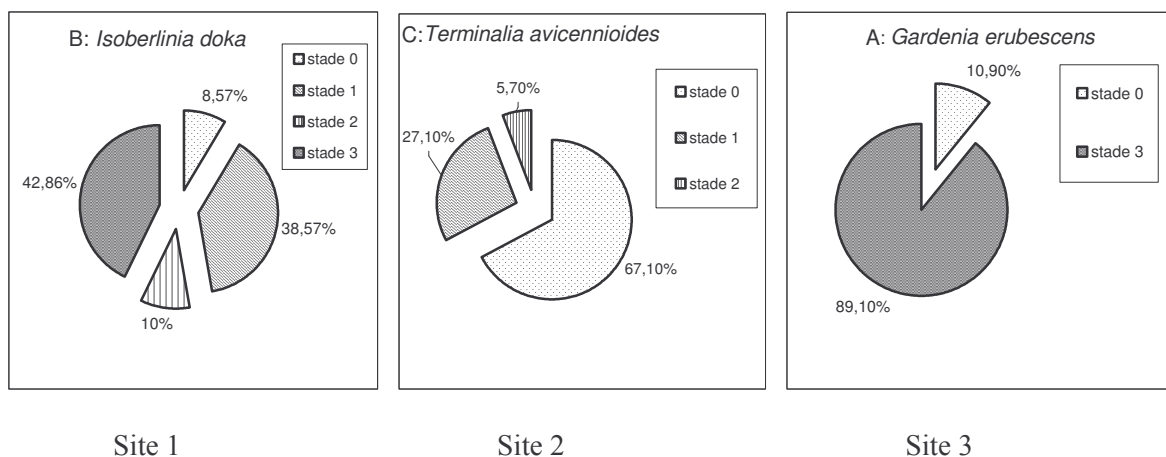 B: Isoberlinia doka
stade 0
stade 1
stade 2
stade 3
8,57%
38,57%
10%
42,86%
C: Terminalia avicennioides
stade 0
stade 1
stade 2
5,70%
27,10%
67,10%
A: Gardenia erubescens
stade 0
stade 3
10,90%
89,10%
Site 1
Site 2
Site 3